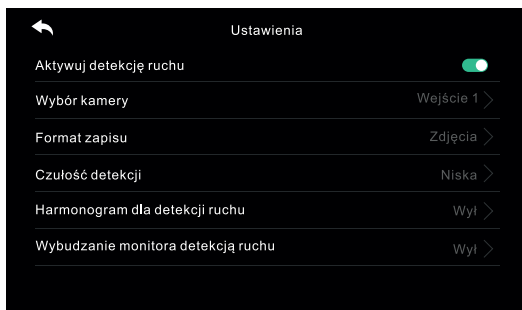 Ustawienia
Aktywuj detekcję ruchu
Wybór kamery Wejście 1
Format zapisu Zdjęcia
Czułość detekcji Niska
Harmonogram dla detekcji ruchu Wył
Wybudzanie monitora detekcją ruchu Wył